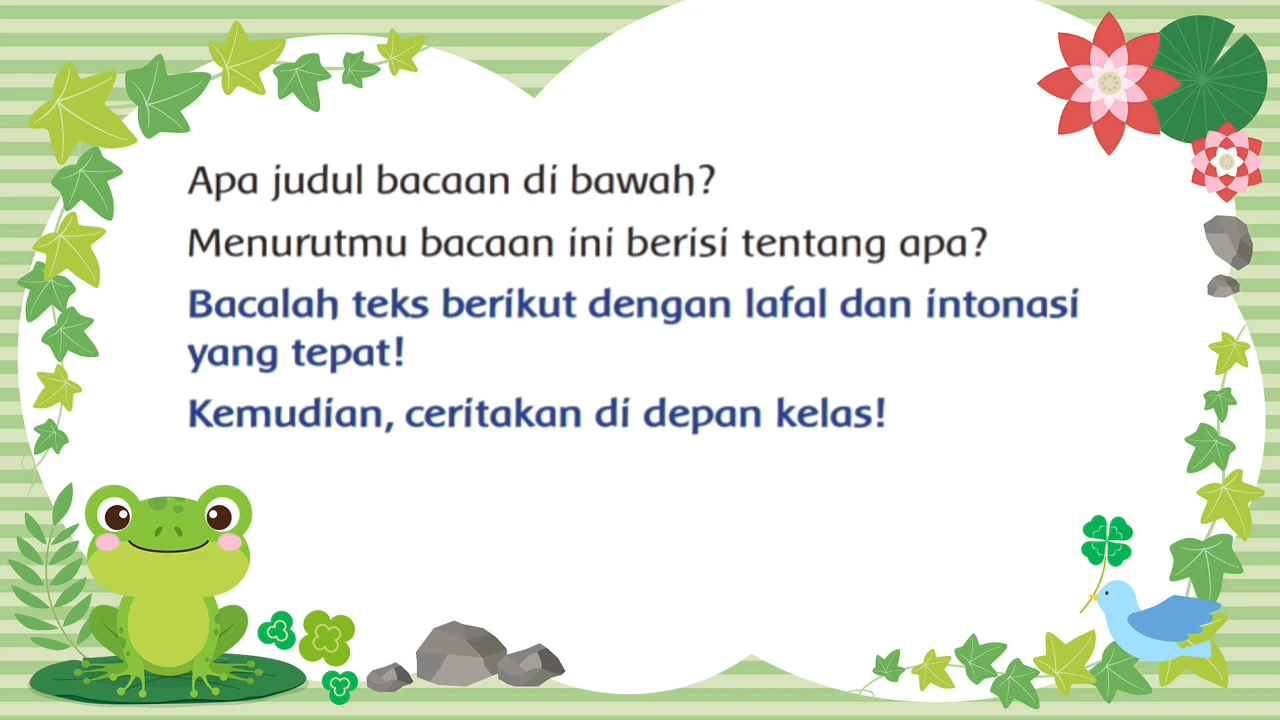 Apa judul bacaan di bawah?
Menurutmu bacaan ini berisi tentang apa?
Bacalah teks berikut dengan lafal dan intonasi
yang tepat!
Kemudian, ceritakan di depan kelas!